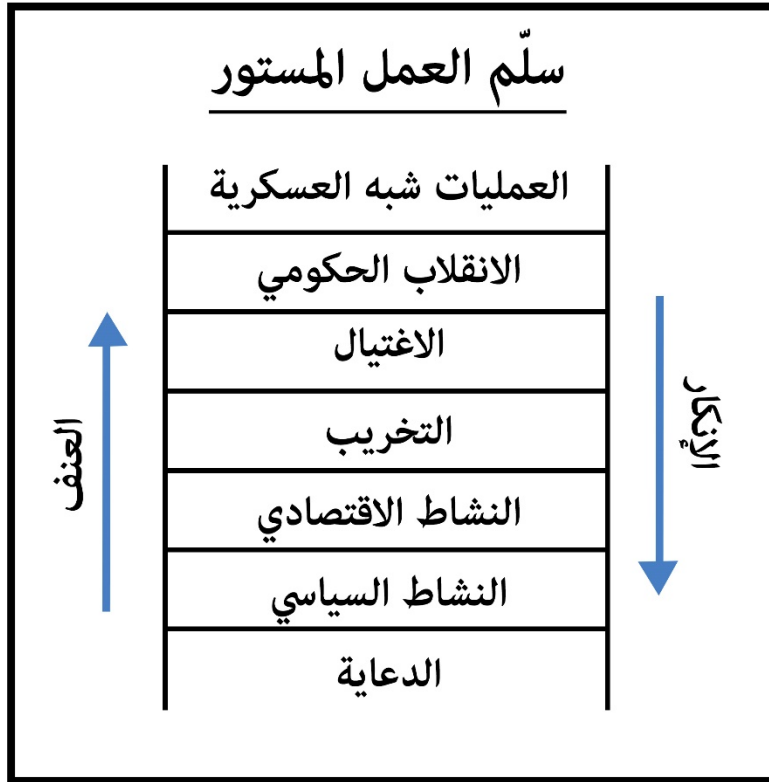 سلّم العمل المستور
العمليات شبه العسكرية
الانقلاب الحكومي
الاغتيال
التخريب
النشاط الاقتصادي
النشاط السياسي
الدعاية
الإنكار
العنف